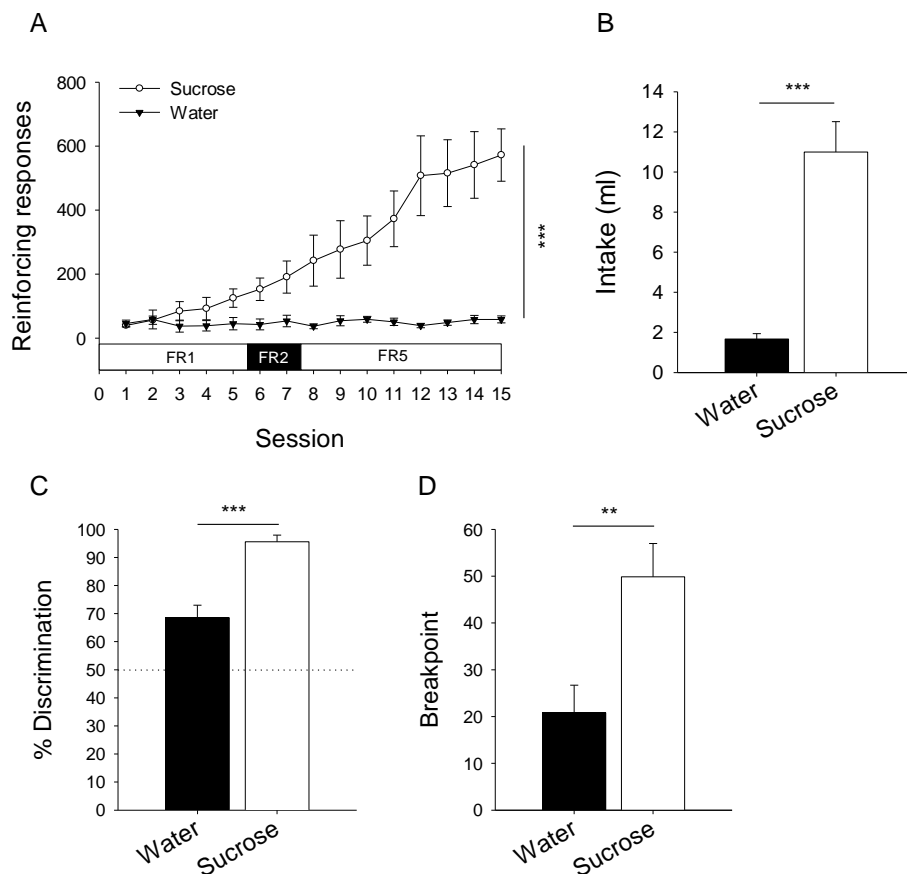 A
Reinforcing responses
800
600
400
200
0
Sucrose
Water
***
FR1 FR2 FR5
0 1 2 3 4 5 6 7 8 9 10 11 12 13 14 15
Session
B
Intake (ml)
14
12
10
8
6
4
2
0
***
Water Sucrose
C
% Discrimination
100
90
80
70
60
50
40
30
20
10
0
***
Water Sucrose
D
Breakpoint
60
50
40
30
20
10
0
**
Water Sucrose